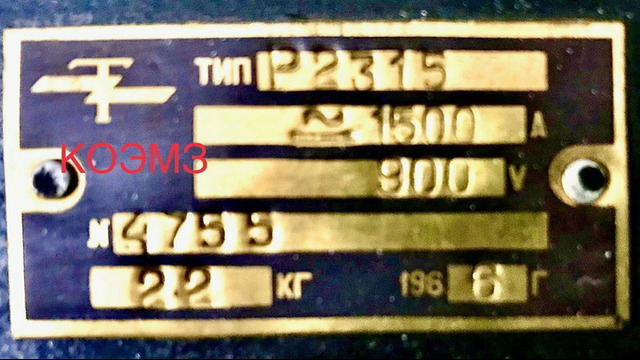 ТИП Р2315
≃ 1500 А
КОЭМЗ
900 V
№ 4755
22 КГ 1966 Г